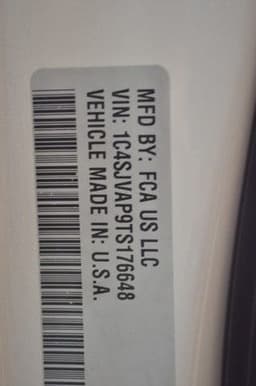 MFD BY: FCA US LLC
VIN: 1C4SJVAP9TS176648
VEHICLE MADE IN: U.S.A.